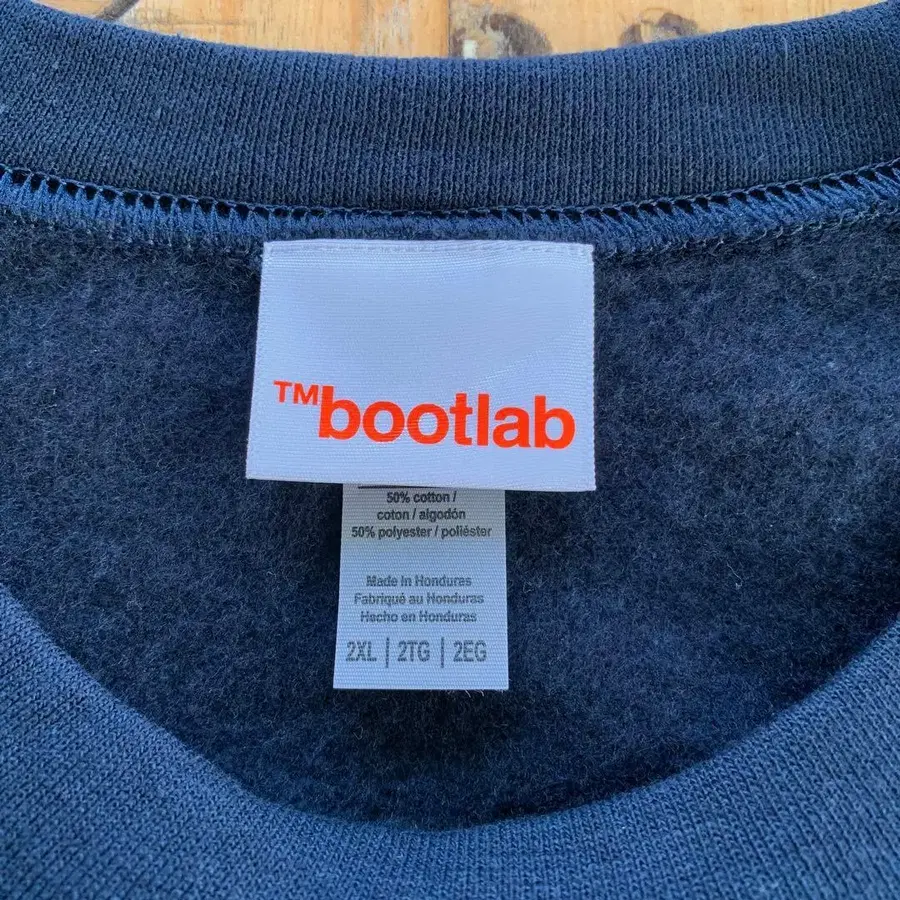 ™bootlab
50% cotton /
coton / algodón
50% polyester / poliéster
Made in Honduras
Fabriqué au Honduras
Hecho en Honduras
2XL | 2TG | 2EG